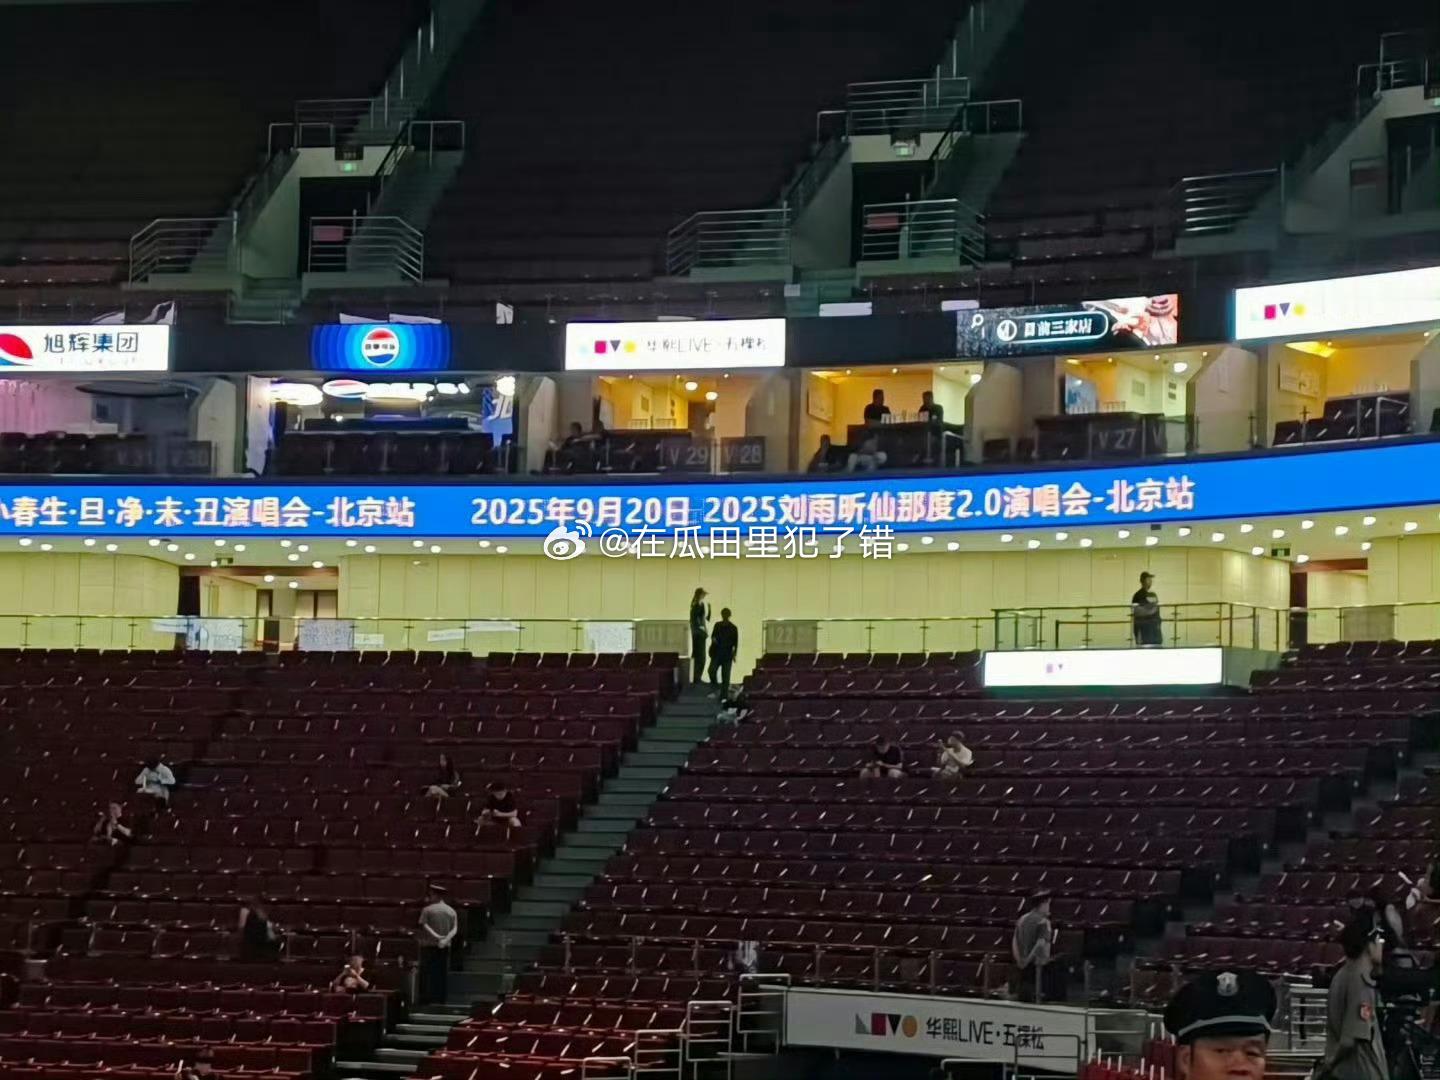 旭辉集团
华熙LIVE·五棵松
目前三家店
V 31
V 30
V 29
V 28
V 27
小春生·旦·净·末·丑演唱会-北京站
2025年9月20日 2025刘雨昕仙那度2.0演唱会-北京站
@在瓜田里犯了错
101
122
华熙LIVE·五棵松